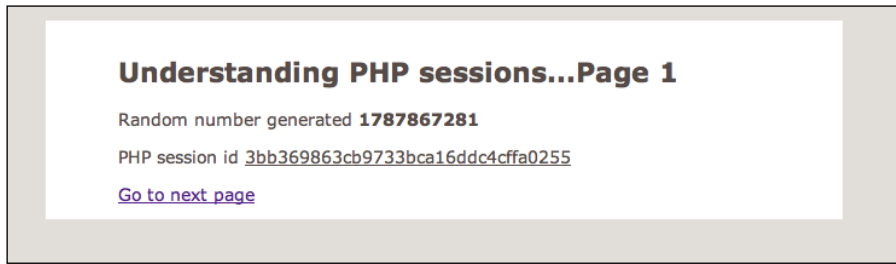 Understanding PHP sessions...Page 1
Random number generated 1787867281
PHP session id 3bb369863cb9733bca16ddc4cffa0255
Go to next page